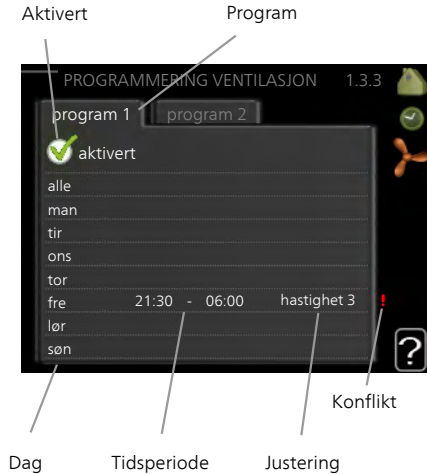 Aktivert Program
PROGRAMMERING VENTILASJON 1.3.3
program 1 program 2
aktivert
alle
man
tir
ons
tor
fre 21:30 - 06:00 hastighet 3 !
lør
søn
?
Konflikt
Dag Tidsperiode Justering